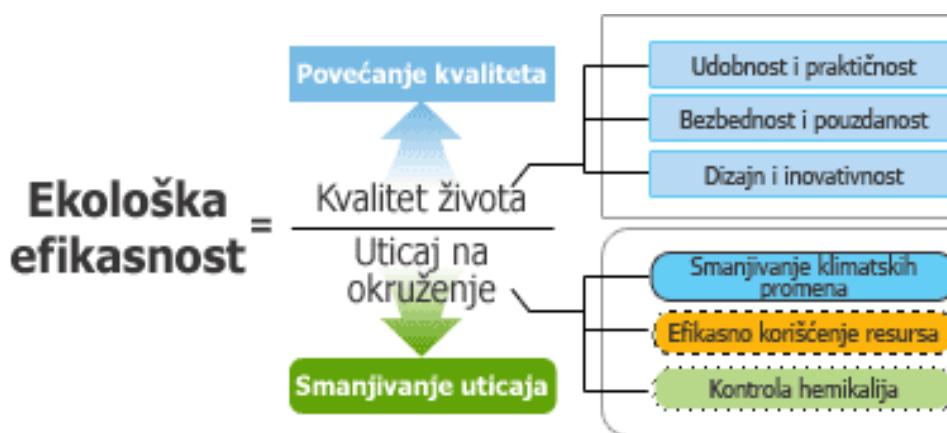 Povećanje kvaliteta
Udobnost i praktičnost
Bezbednost i pouzdanost
Dizajn i inovativnost
Ekološka
efikasnost
=
Kvalitet života
Uticaj na
okruženje
Smanjivanje klimatskih
promena
Efikasno korišćenje resursa
Kontrola hemikalija
Smanjivanje uticaja